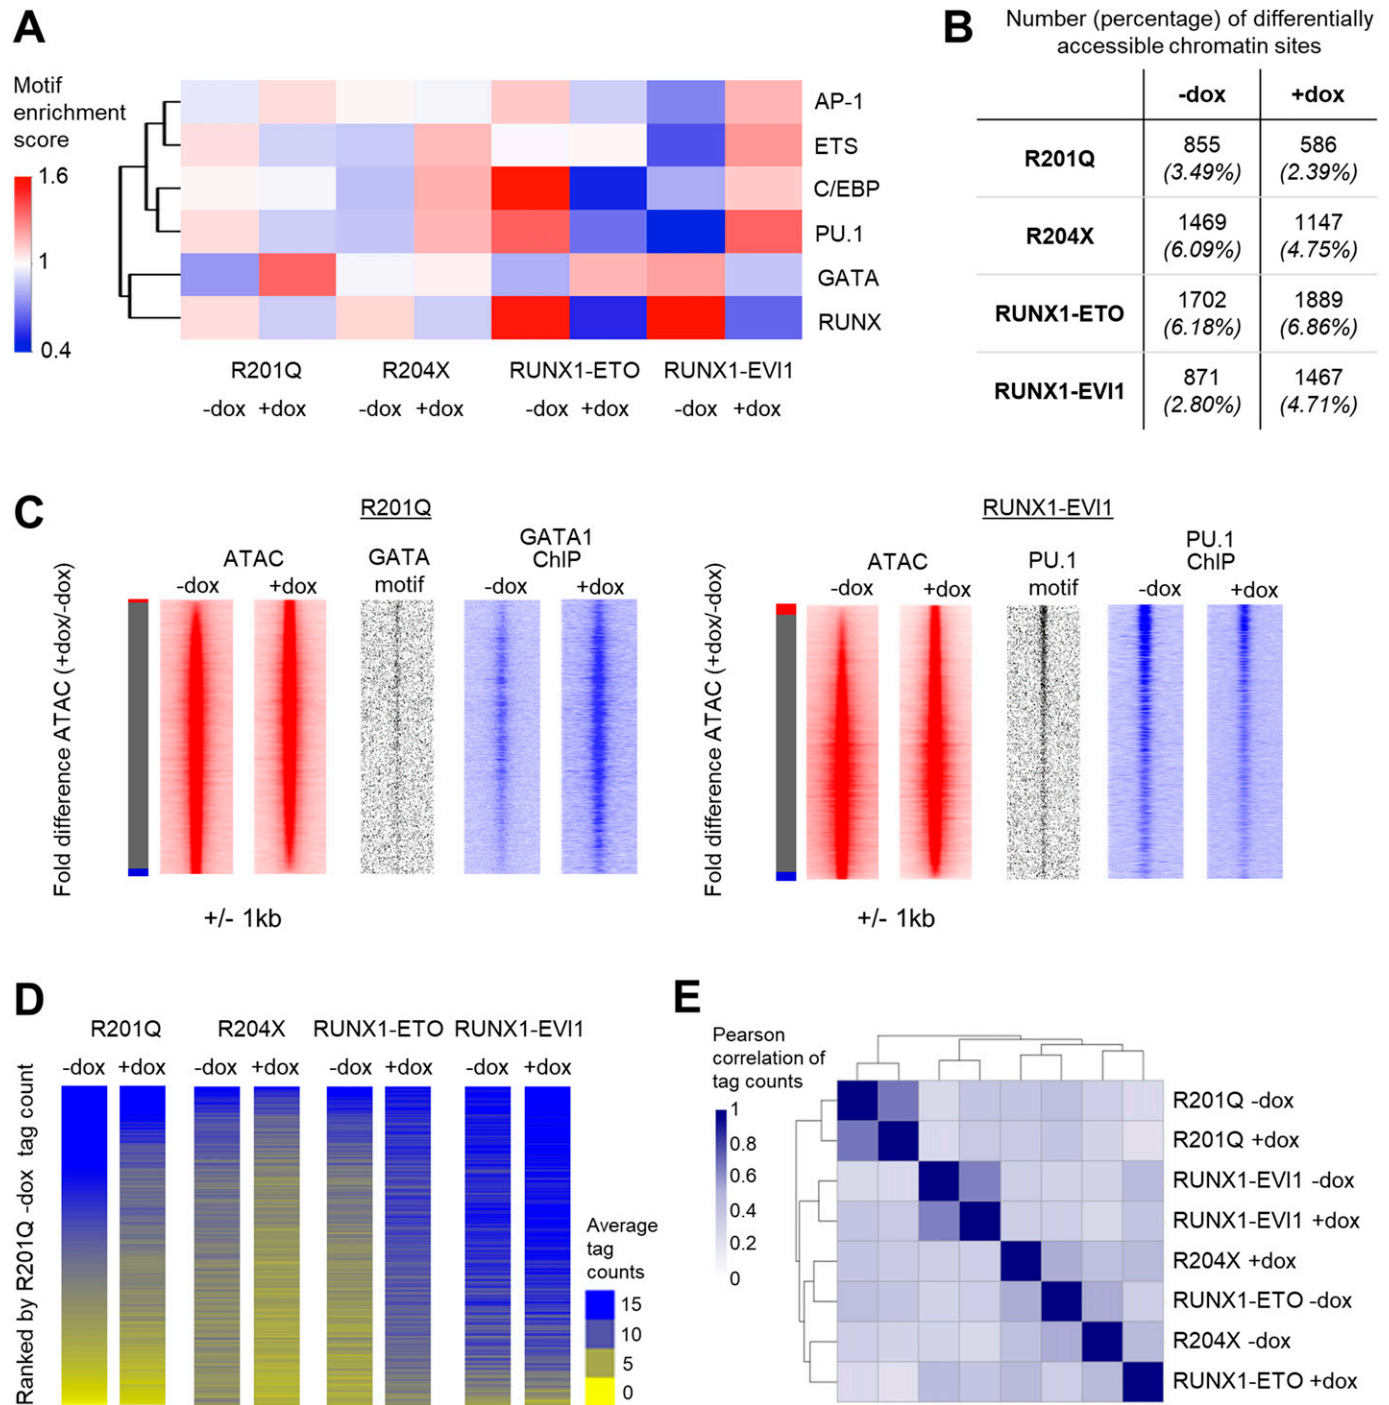 A
Motif
enrichment
score
1.6
1
0.4
AP-1
ETS
C/EBP
PU.1
GATA
RUNX
R201Q R204X RUNX1-ETO RUNX1-EVI1
-dox +dox -dox +dox -dox +dox -dox +dox
B
Number (percentage) of differentially
accessible chromatin sites
-dox +dox
R201Q 855 586
(3.49%) (2.39%)
R204X 1469 1147
(6.09%) (4.75%)
RUNX1-ETO 1702 1889
(6.18%) (6.86%)
RUNX1-EVI1 871 1467
(2.80%) (4.71%)
C
R201Q
ATAC
-dox +dox
GATA
motif
GATA1
ChIP
-dox +dox
Fold difference ATAC (+dox/-dox)
+/- 1kb
RUNX1-EVI1
ATAC
-dox +dox
PU.1
motif
PU.1
ChIP
-dox +dox
Fold difference ATAC (+dox/-dox)
+/- 1kb
D
R201Q R204X RUNX1-ETO RUNX1-EVI1
-dox +dox -dox +dox -dox +dox -dox +dox
Ranked by R201Q -dox tag count
Average
tag
counts
15
10
5
0
E
Pearson
correlation of
tag counts
1
0.8
0.6
0.4
0.2
0
R201Q -dox
R201Q +dox
RUNX1-EVI1 -dox
RUNX1-EVI1 +dox
R204X +dox
RUNX1-ETO -dox
R204X -dox
RUNX1-ETO +dox